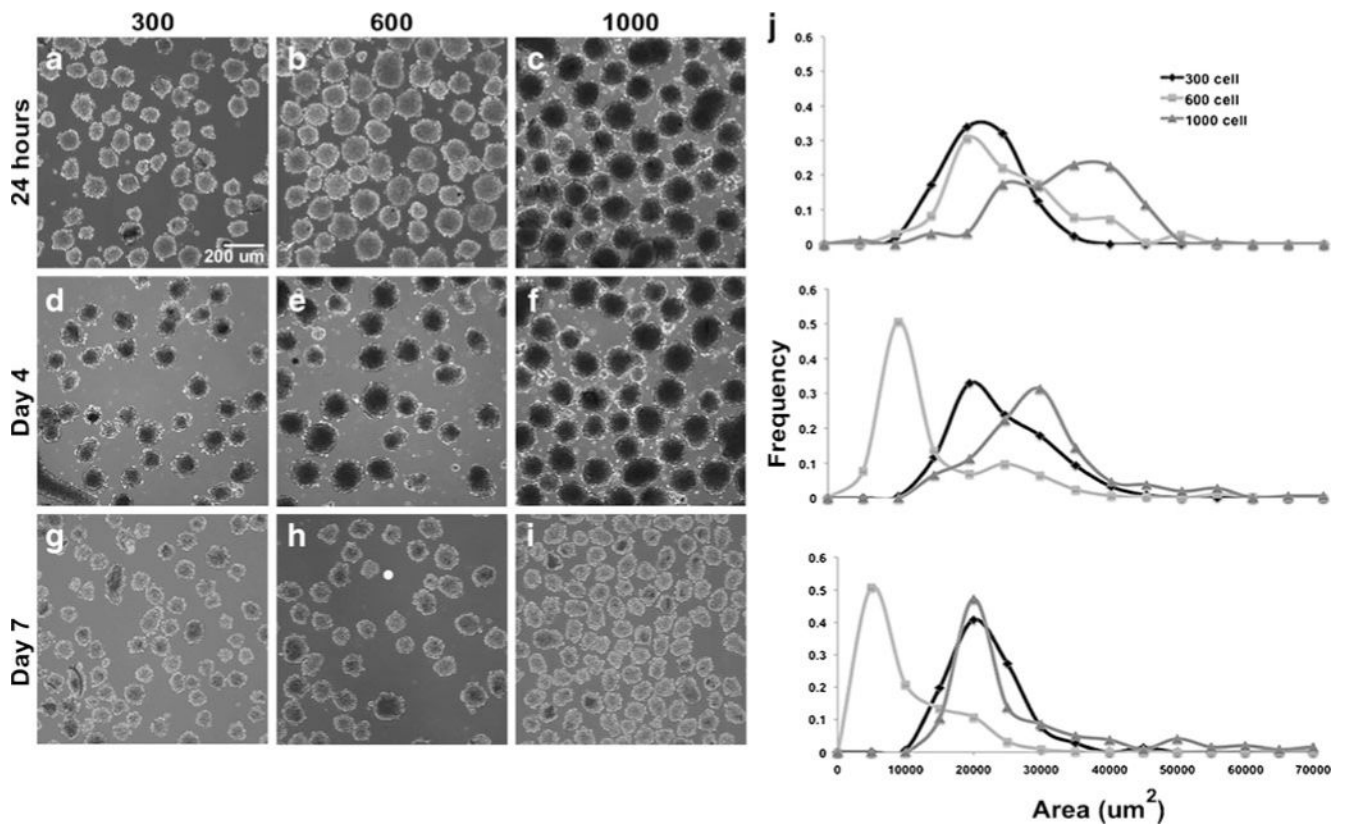 300 600 1000
24 hours
a b c
200 um
Day 4
d e f
Day 7
g h i
j
0.6
0.5
0.4
0.3
0.2
0.1
0
300 cell
600 cell
1000 cell
Frequency
0.6
0.5
0.4
0.3
0.2
0.1
0
0.6
0.5
0.4
0.3
0.2
0.1
0
0 10000 20000 30000 40000 50000 60000 70000
Area (um²)